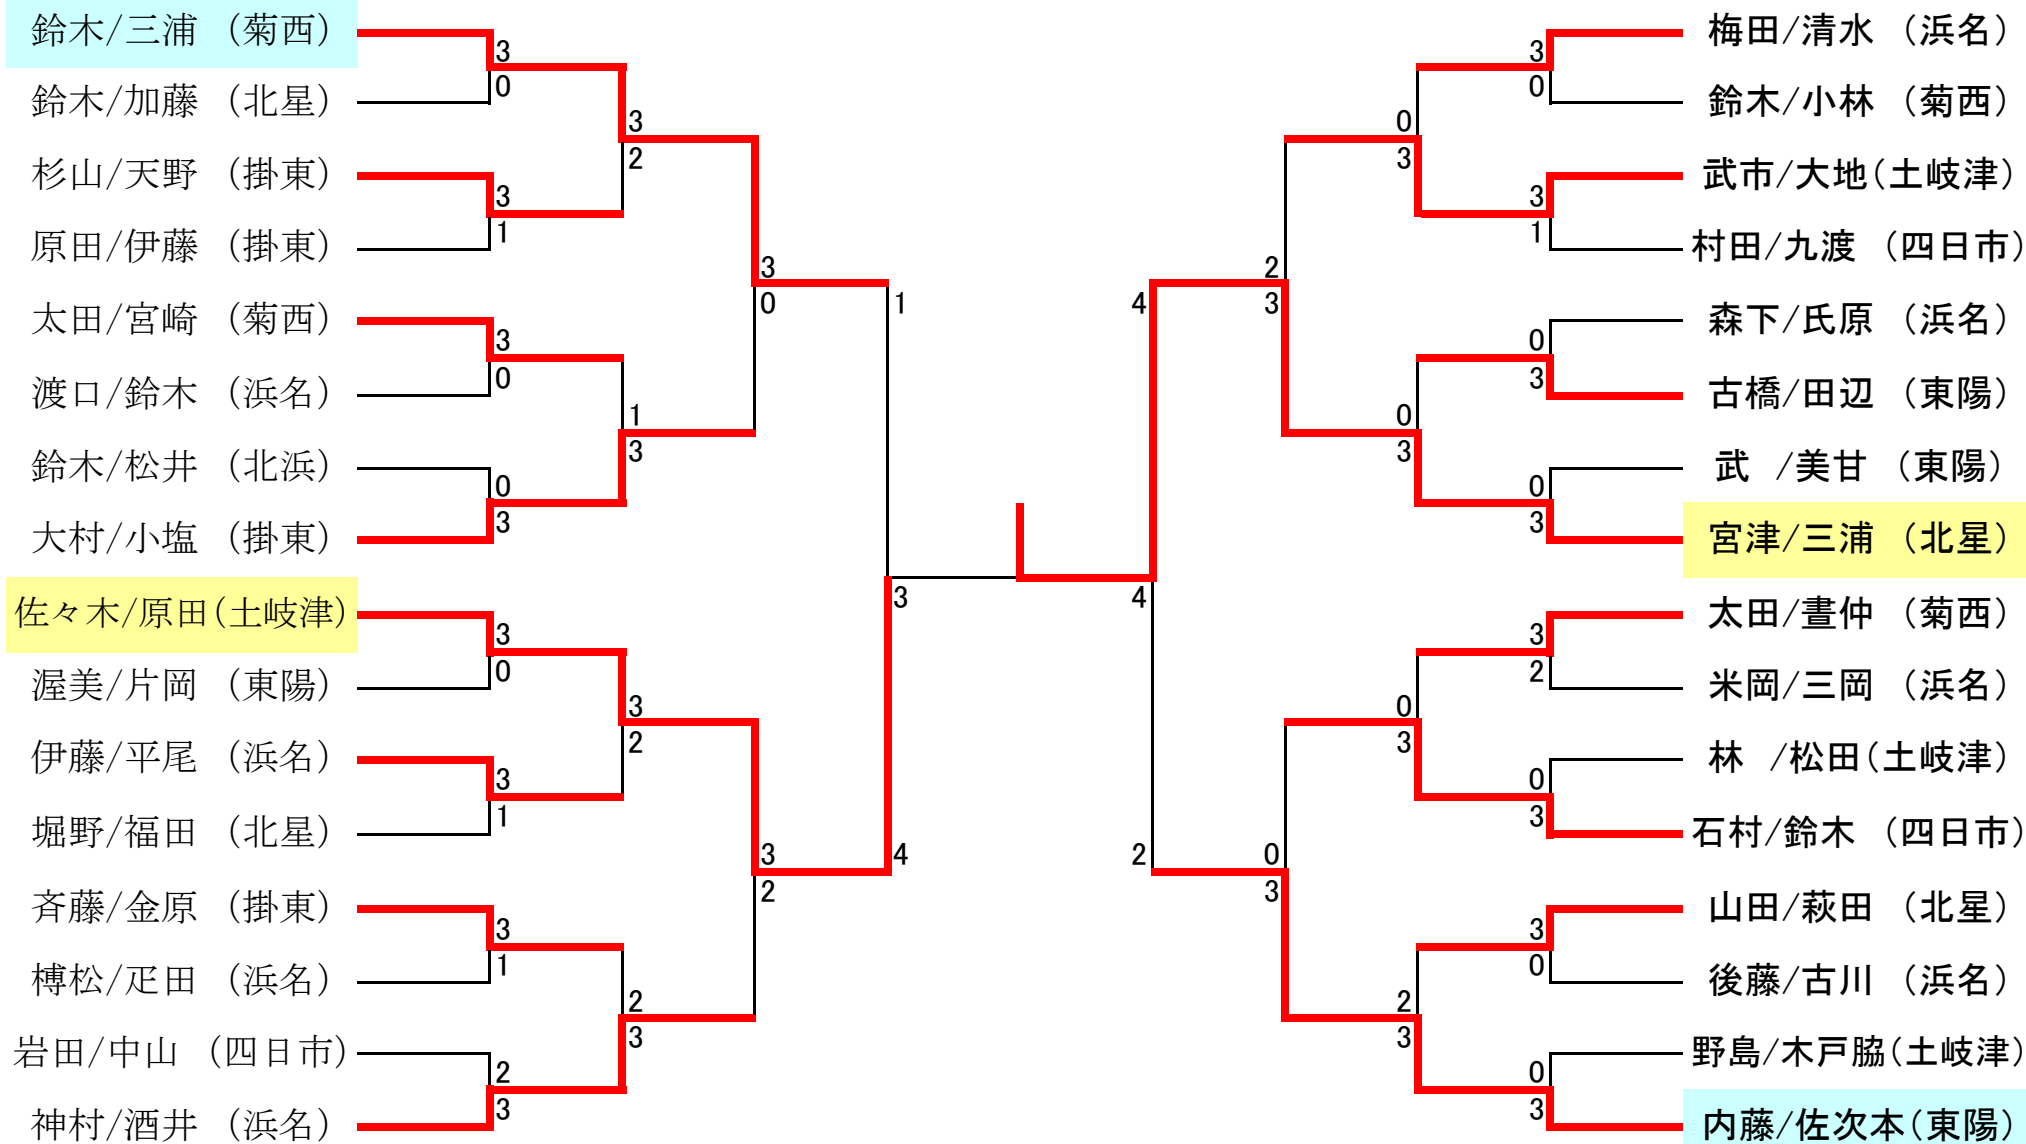 鈴木/三浦 (菊西)
鈴木/加藤 (北星)
杉山/天野 (掛東)
原田/伊藤 (掛東)
太田/宮崎 (菊西)
渡口/鈴木 (浜名)
鈴木/松井 (北浜)
大村/小塩 (掛東)
佐々木/原田(土岐津)
渥美/片岡 (東陽)
伊藤/平尾 (浜名)
堀野/福田 (北星)
斉藤/金原 (掛東)
榑松/疋田 (浜名)
岩田/中山 (四日市)
神村/酒井 (浜名)
3
0
3
1
3
0
0
3
3
0
3
1
3
1
2
3
3
2
1
3
3
2
2
3
3
0
3
2
1
4
3
4
4
2
2
3
0
3
0
3
0
3
0
3
2
3
3
0
3
1
0
3
0
3
3
2
0
3
3
0
0
3
梅田/清水 (浜名)
鈴木/小林 (菊西)
武市/大地(土岐津)
村田/九渡 (四日市)
森下/氏原 (浜名)
古橋/田辺 (東陽)
武 /美甘 (東陽)
宮津/三浦 (北星)
太田/晝仲 (菊西)
米岡/三岡 (浜名)
林 /松田(土岐津)
石村/鈴木 (四日市)
山田/萩田 (北星)
後藤/古川 (浜名)
野島/木戸脇(土岐津)
内藤/佐次本(東陽)